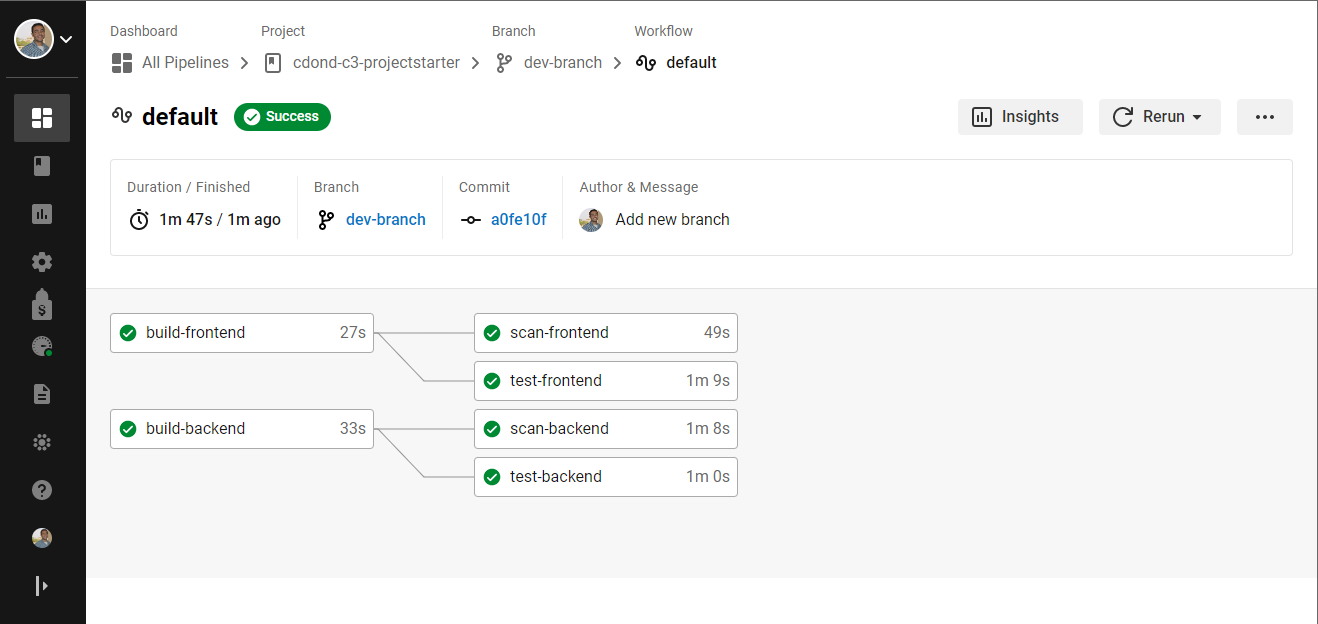 Dashboard Project Branch Workflow
All Pipelines cdond-c3-projectstarter dev-branch default
default Success Insights Rerun
Duration / Finished Branch Commit Author & Message
1m 47s / 1m ago dev-branch a0fe10f Add new branch
$
build-frontend 27s scan-frontend 49s
test-frontend 1m 9s
build-backend 33s scan-backend 1m 8s
test-backend 1m 0s
?